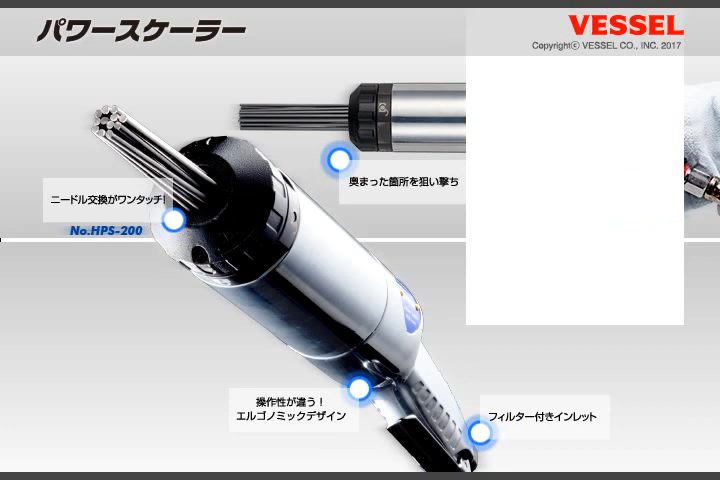 パワースケーラー
VESSEL
Copyrightⓒ VESSEL CO., INC. 2017
奥まった箇所を狙い撃ち
ニードル交換がワンタッチ!
No.HPS-200
操作性が違う！
エルゴノミックデザイン
フィルター付きインレット